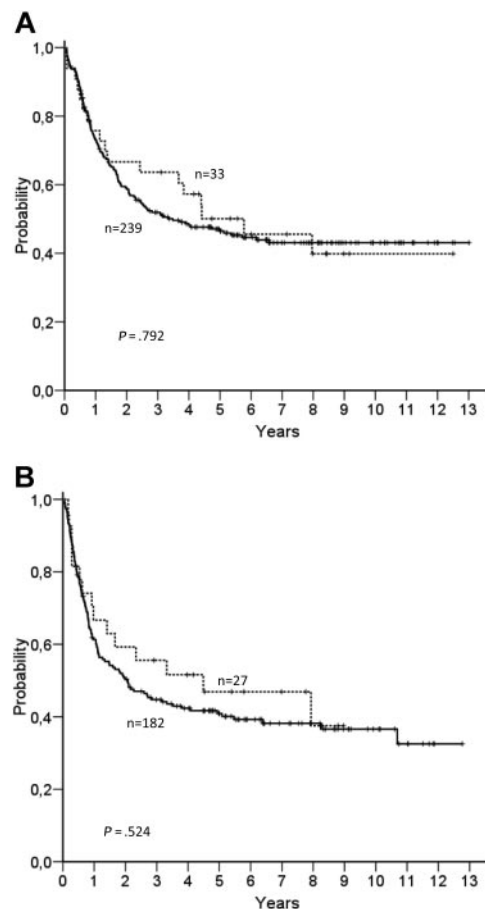 A
1,0
0,8
0,6
0,4
0,2
0,0
Probability
n=33
n=239
P = .792
0 1 2 3 4 5 6 7 8 9 10 11 12 13
Years
B
1,0
0,8
0,6
0,4
0,2
0,0
Probability
n=27
n=182
P = .524
0 1 2 3 4 5 6 7 8 9 10 11 12 13
Years